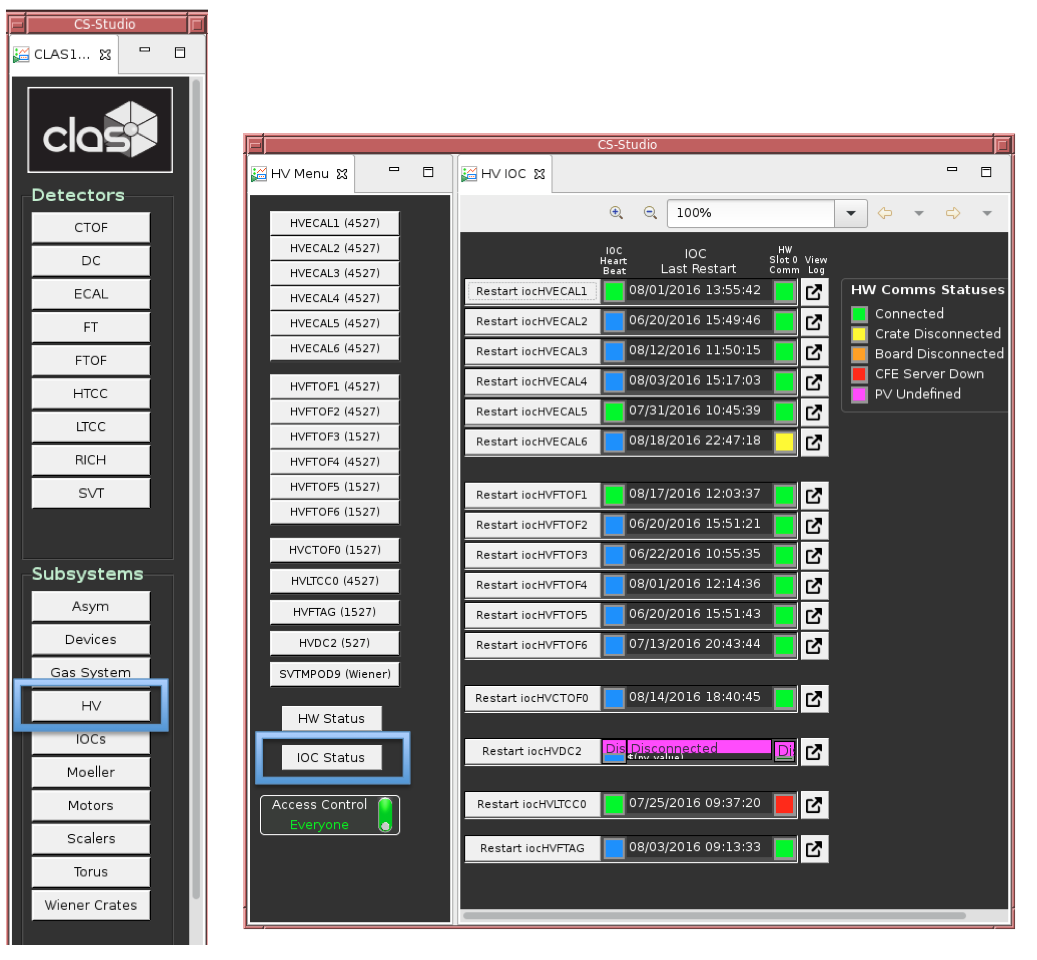 CS-Studio
CLAS1...
clas
Detectors
CTOF
DC
ECAL
FT
FTOF
HTCC
LTCC
RICH
SVT
Subsystems
Asym
Devices
Gas System
HV
IOCs
Moeller
Motors
Scalers
Torus
Wiener Crates
CS-Studio
HV Menu
HVECAL1 (4527)
HVECAL2 (4527)
HVECAL3 (4527)
HVECAL4 (4527)
HVECAL5 (4527)
HVECAL6 (4527)
HVFTOF1 (4527)
HVFTOF2 (4527)
HVFTOF3 (1527)
HVFTOF4 (4527)
HVFTOF5 (1527)
HVFTOF6 (1527)
HVCTOF0 (1527)
HVLTCC0 (4527)
HVFTAG (1527)
HVDC2 (527)
SVTMPOD9 (Wiener)
HW Status
IOC Status
Access Control
Everyone
HV IOC
100%
IOC Heart Beat
IOC Last Restart
HW Slot 0 Comm
View Log
Restart iocHVECAL1 08/01/2016 13:55:42
Restart iocHVECAL2 06/20/2016 15:49:46
Restart iocHVECAL3 08/12/2016 11:50:15
Restart iocHVECAL4 08/03/2016 15:17:03
Restart iocHVECAL5 07/31/2016 10:45:39
Restart iocHVECAL6 08/18/2016 22:47:18
Restart iocHVFTOF1 08/17/2016 12:03:37
Restart iocHVFTOF2 06/20/2016 15:51:21
Restart iocHVFTOF3 06/22/2016 10:55:35
Restart iocHVFTOF4 08/01/2016 12:14:36
Restart iocHVFTOF5 06/20/2016 15:51:43
Restart iocHVFTOF6 07/13/2016 20:43:44
Restart iocHVCTOF0 08/14/2016 18:40:45
Restart iocHVDC2 Dis Disconnected Di
Restart iocHVLTCC0 07/25/2016 09:37:20
Restart iocHVFTAG 08/03/2016 09:13:33
HW Comms Statuses
Connected
Crate Disconnected
Board Disconnected
CFE Server Down
PV Undefined